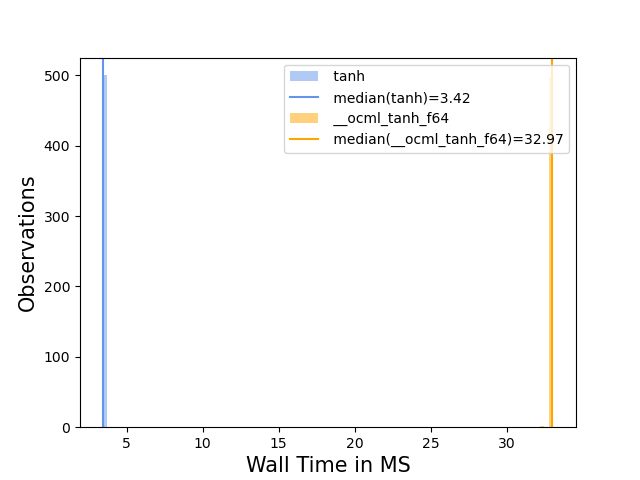 tanh
median(tanh)=3.42
__ocml_tanh_f64
median(__ocml_tanh_f64)=32.97
500
400
300
200
100
0
Observations
5 10 15 20 25 30
Wall Time in MS